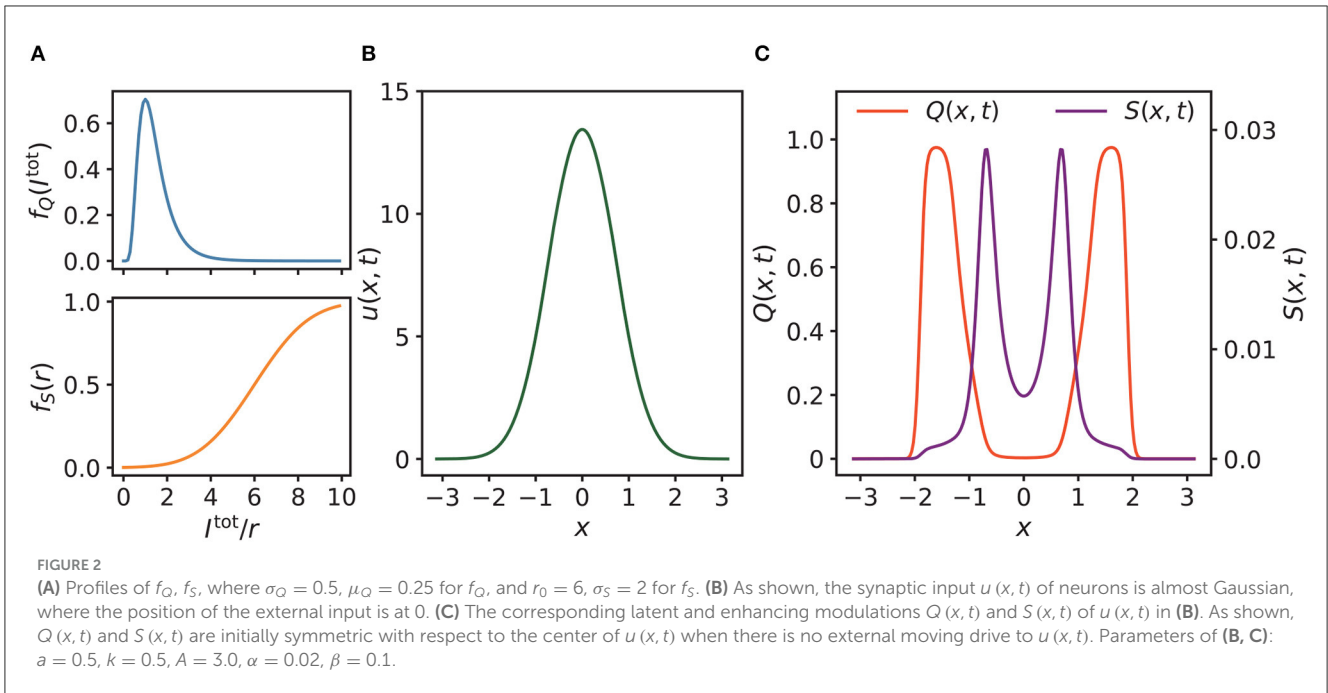 A
B
C
0.6
0.4
0.2
0.0
f_Q(I^tot)
1.0
0.5
0.0
f_S(r)
0 2 4 6 8 10
I^tot/r
15
10
5
0
u(x, t)
−3 −2 −1 0 1 2 3
x
Q(x, t) S(x, t)
1.0
0.8
0.6
0.4
0.2
0
Q(x, t)
0.03
0.02
0.01
0.0
S(x, t)
−3 −2 −1 0 1 2 3
x
FIGURE 2
(A) Profiles of f_Q, f_S, where σ_Q = 0.5, μ_Q = 0.25 for f_Q, and r_0 = 6, σ_S = 2 for f_S. (B) As shown, the synaptic input u (x, t) of neurons is almost Gaussian,
where the position of the external input is at 0. (C) The corresponding latent and enhancing modulations Q (x, t) and S (x, t) of u (x, t) in (B). As shown,
Q (x, t) and S (x, t) are initially symmetric with respect to the center of u (x, t) when there is no external moving drive to u (x, t). Parameters of (B, C):
a = 0.5, k = 0.5, A = 3.0, α = 0.02, β = 0.1.